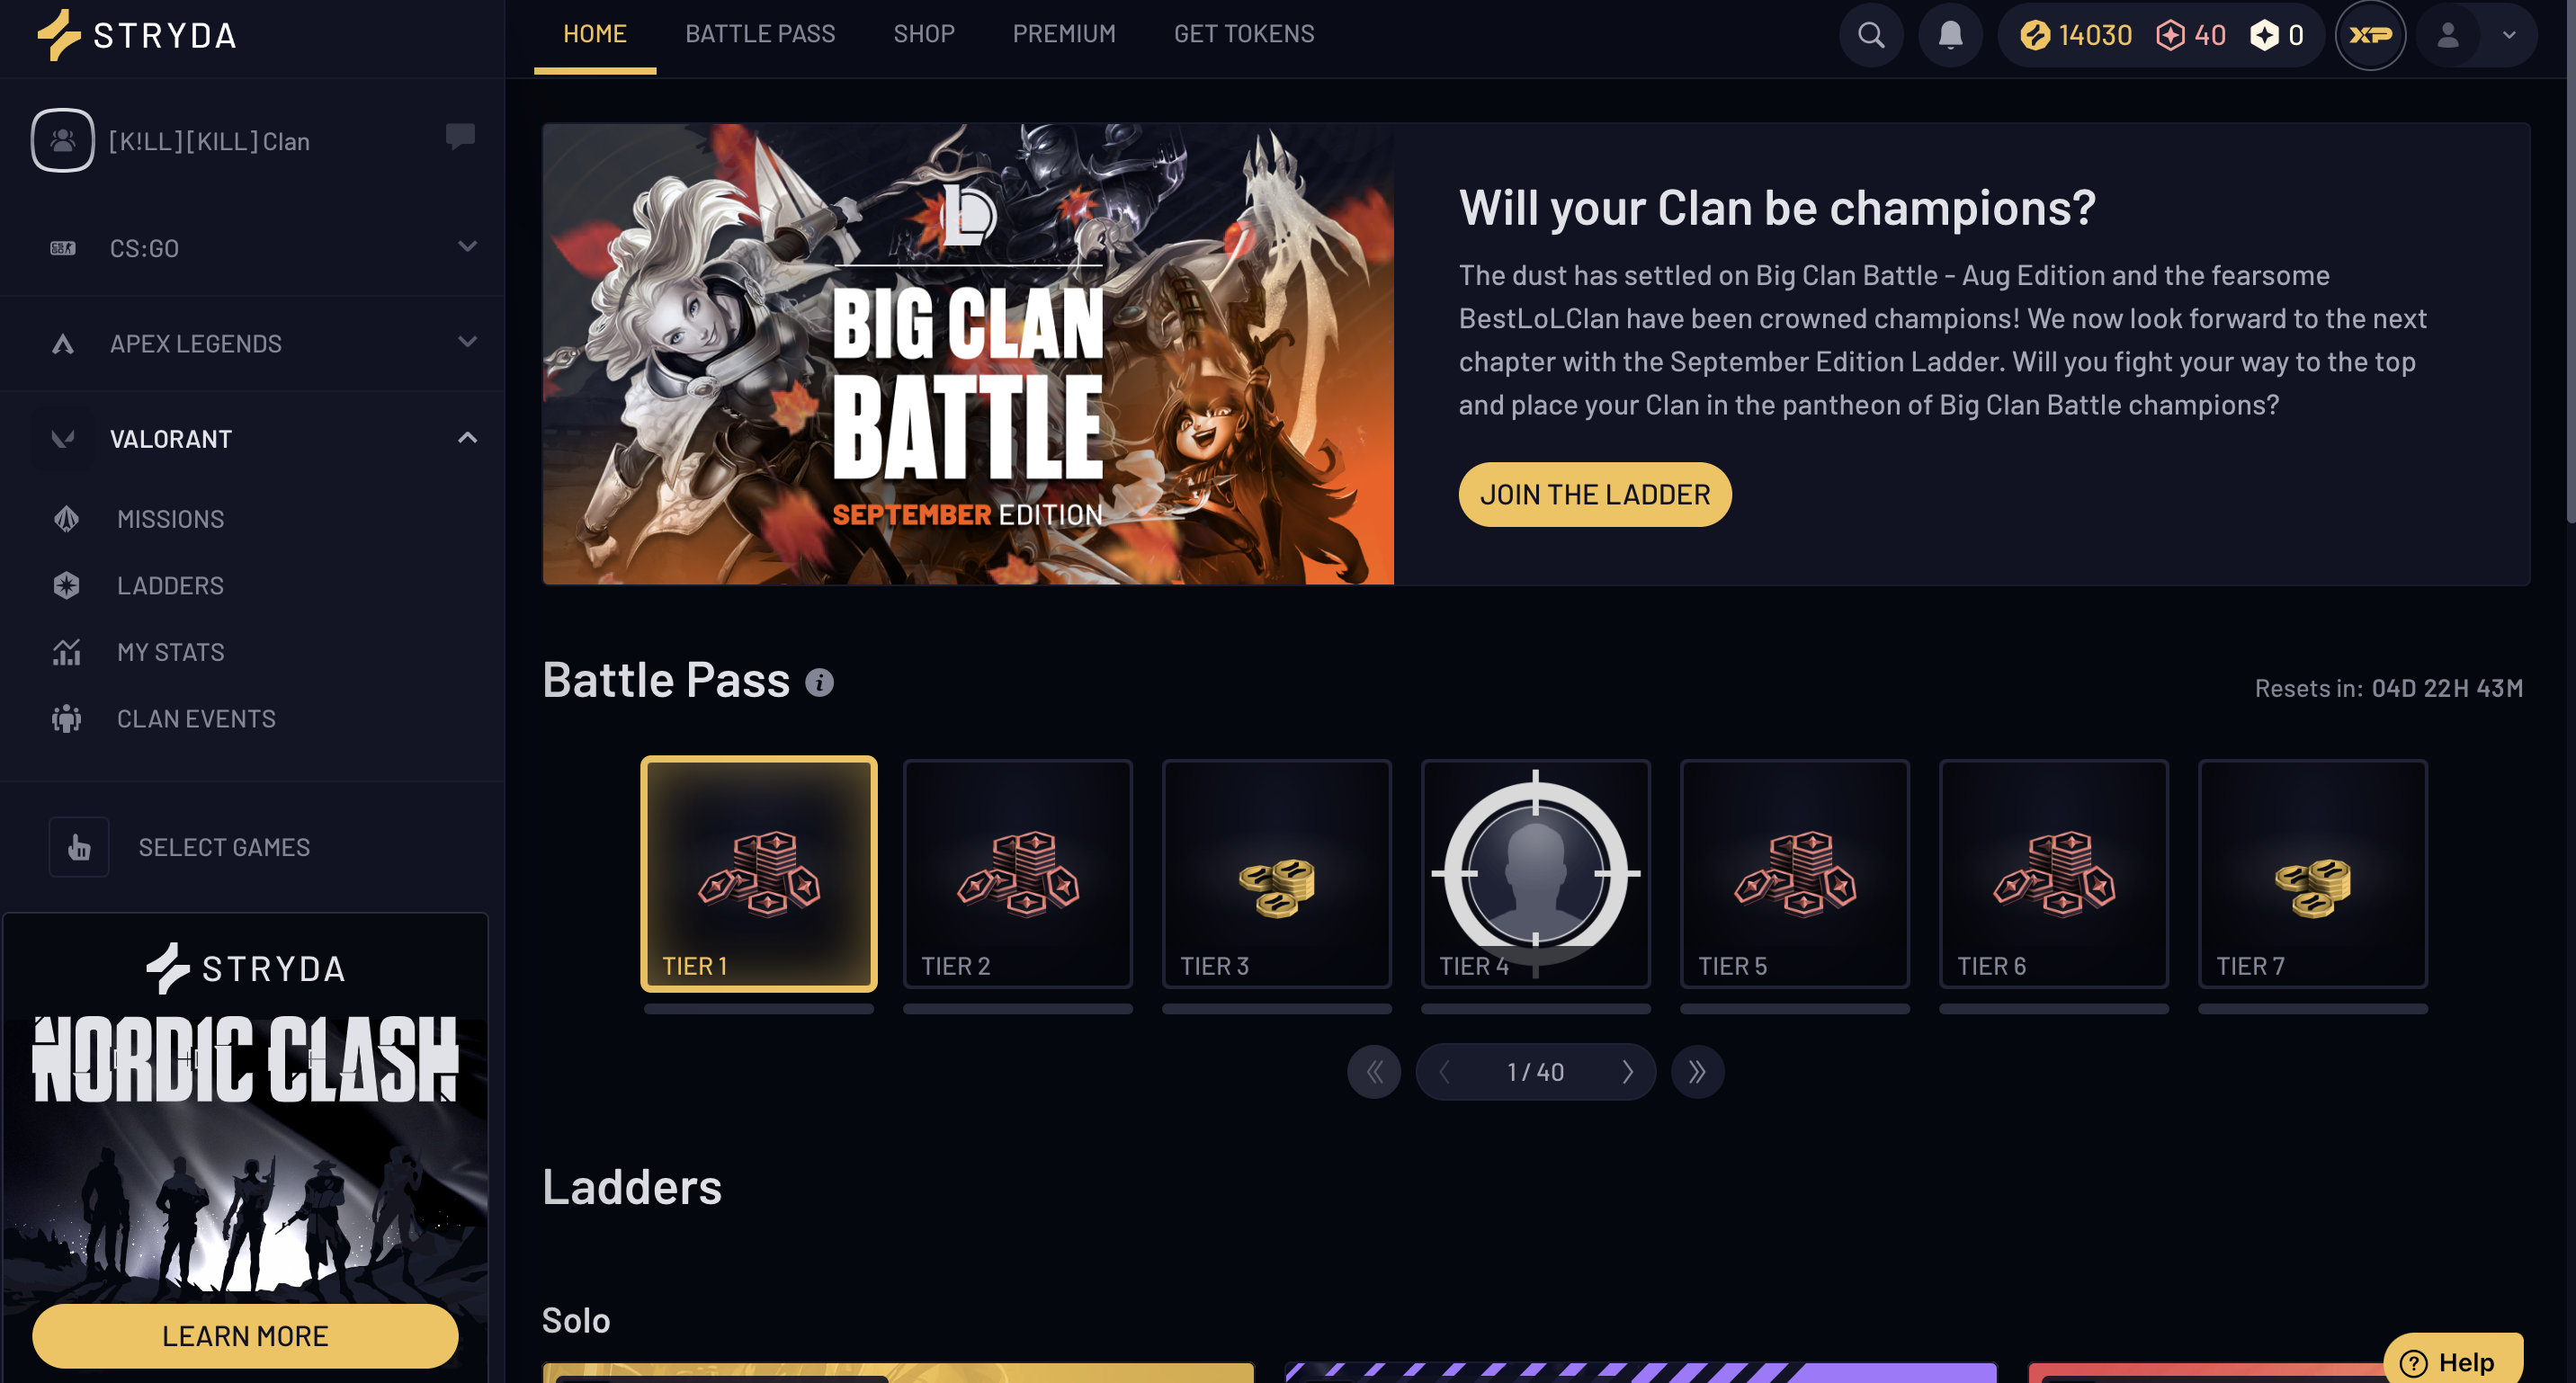 STRYDA
HOME
BATTLE PASS
SHOP
PREMIUM
GET TOKENS
14030
40
0
XP
[K!LL][KILL] Clan
CS:GO
APEX LEGENDS
VALORANT
MISSIONS
LADDERS
MY STATS
CLAN EVENTS
SELECT GAMES
STRYDA
NORDIC CLASH
LEARN MORE
BIG CLAN
BATTLE
SEPTEMBER EDITION
Will your Clan be champions?
The dust has settled on Big Clan Battle - Aug Edition and the fearsome
BestLoLClan have been crowned champions! We now look forward to the next
chapter with the September Edition Ladder. Will you fight your way to the top
and place your Clan in the pantheon of Big Clan Battle champions?
JOIN THE LADDER
Battle Pass
Resets in: 04D 22H 43M
TIER 1
TIER 2
TIER 3
TIER 4
TIER 5
TIER 6
TIER 7
1 / 40
Ladders
Solo
Help